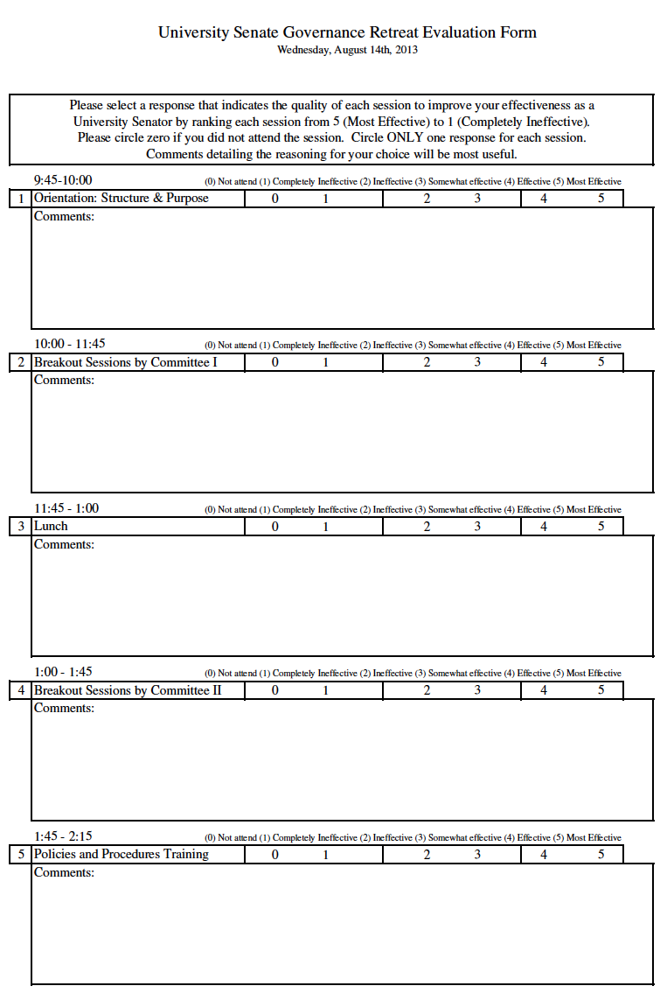 University Senate Governance Retreat Evaluation Form
Wednesday, August 14th, 2013
Please select a response that indicates the quality of each session to improve your effectiveness as a
University Senator by ranking each session from 5 (Most Effective) to 1 (Completely Ineffective).
Please circle zero if you did not attend the session. Circle ONLY one response for each session.
Comments detailing the reasoning for your choice will be most useful.
9:45-10:00 (0) Not attend (1) Completely Ineffective (2) Ineffective (3) Somewhat effective (4) Effective (5) Most Effective
1 Orientation: Structure & Purpose 0 1 2 3 4 5
Comments:
10:00 - 11:45 (0) Not attend (1) Completely Ineffective (2) Ineffective (3) Somewhat effective (4) Effective (5) Most Effective
2 Breakout Sessions by Committee I 0 1 2 3 4 5
Comments:
11:45 - 1:00 (0) Not attend (1) Completely Ineffective (2) Ineffective (3) Somewhat effective (4) Effective (5) Most Effective
3 Lunch 0 1 2 3 4 5
Comments:
1:00 - 1:45 (0) Not attend (1) Completely Ineffective (2) Ineffective (3) Somewhat effective (4) Effective (5) Most Effective
4 Breakout Sessions by Committee II 0 1 2 3 4 5
Comments:
1:45 - 2:15 (0) Not attend (1) Completely Ineffective (2) Ineffective (3) Somewhat effective (4) Effective (5) Most Effective
5 Policies and Procedures Training 0 1 2 3 4 5
Comments: